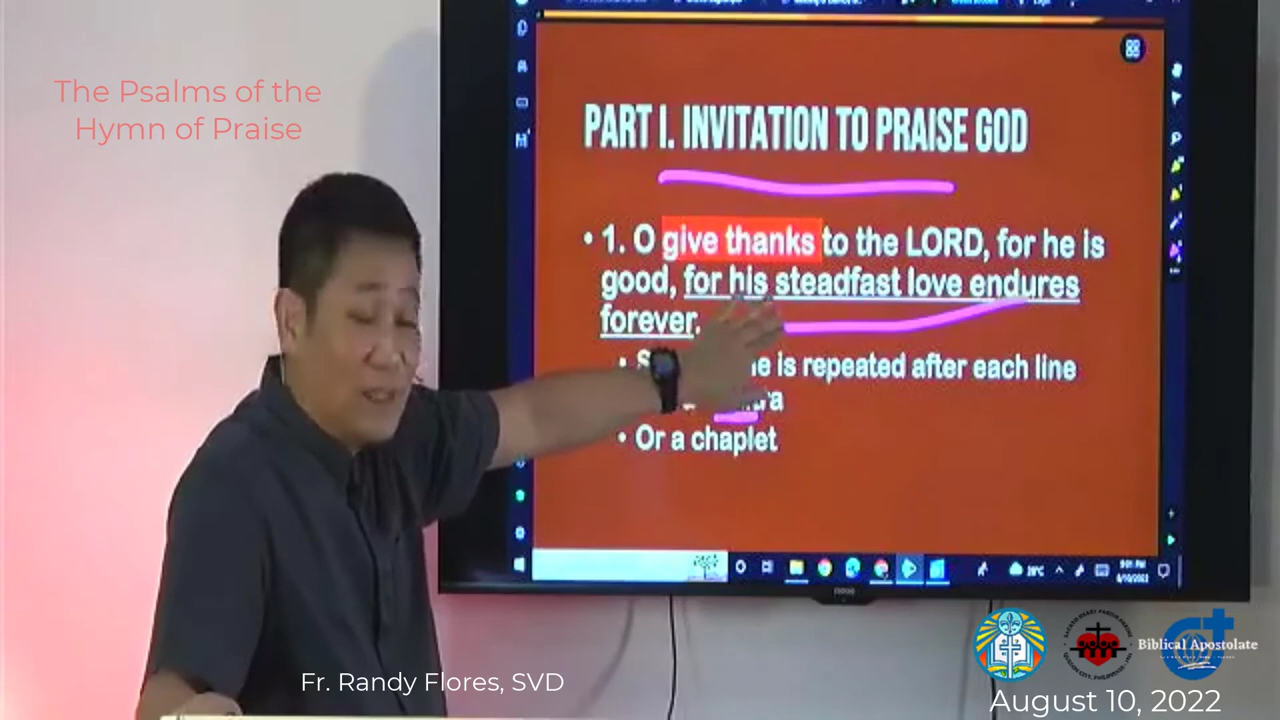 The Psalms of the
Hymn of Praise
PART I. INVITATION TO PRAISE GOD
• 1. O give thanks to the LORD, for he is
good, for his steadfast love endures
forever.
is repeated after each line
• Or a chaplet
Fr. Randy Flores, SVD
Biblical Apostolate
August 10, 2022